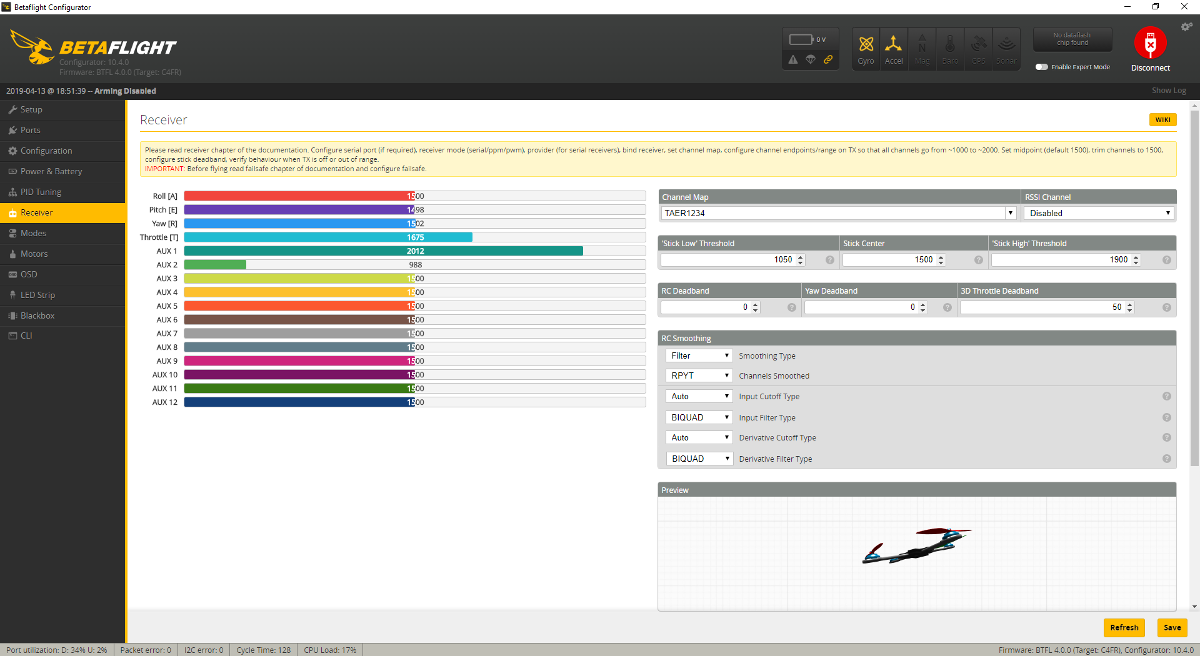 Betaflight Configurator
BETAFLIGHT
Configurator: 10.4.0
Firmware: BTFL 4.0.0 (Target: C4FR)
0 V
Gyro
Accel
Mag
Baro
GPS
Sonar
No dataflash
chip found
Enable Expert Mode
Disconnect
2019-04-13 @ 18:51:39 -- Arming Disabled
Show Log
Setup
Ports
Configuration
Power & Battery
PID Tuning
Receiver
Modes
Motors
OSD
LED Strip
Blackbox
CLI
Receiver
WIKI
Please read receiver chapter of the documentation. Configure serial port (if required), receiver mode (serial/ppm/pwm), provider (for serial receivers), bind receiver, set channel map, configure channel endpoints/range on TX so that all channels go from ~1000 to ~2000. Set midpoint (default 1500), trim channels to 1500,
configure stick deadband, verify behaviour when TX is off or out of range.
IMPORTANT: Before flying read failsafe chapter of documentation and configure failsafe.
Roll [A] 1500
Pitch [E] 1498
Yaw [R] 1502
Throttle [T] 1675
AUX 1 2012
AUX 2 988
AUX 3 1500
AUX 4 1500
AUX 5 1500
AUX 6 1500
AUX 7 1500
AUX 8 1500
AUX 9 1500
AUX 10 1500
AUX 11 1500
AUX 12 1500
Channel Map RSSI Channel
TAER1234 Disabled
'Stick Low' Threshold Stick Center 'Stick High' Threshold
1050 1500 1900
RC Deadband Yaw Deadband 3D Throttle Deadband
0 0 50
RC Smoothing
Filter Smoothing Type
RPYT Channels Smoothed
Auto Input Cutoff Type
BIQUAD Input Filter Type
Auto Derivative Cutoff Type
BIQUAD Derivative Filter Type
Preview
Refresh Save
Port utilization: D: 34% U: 2% Packet error: 0 I2C error: 0 Cycle Time: 128 CPU Load: 17% Firmware: BTFL 4.0.0 (Target: C4FR), Configurator: 10.4.0